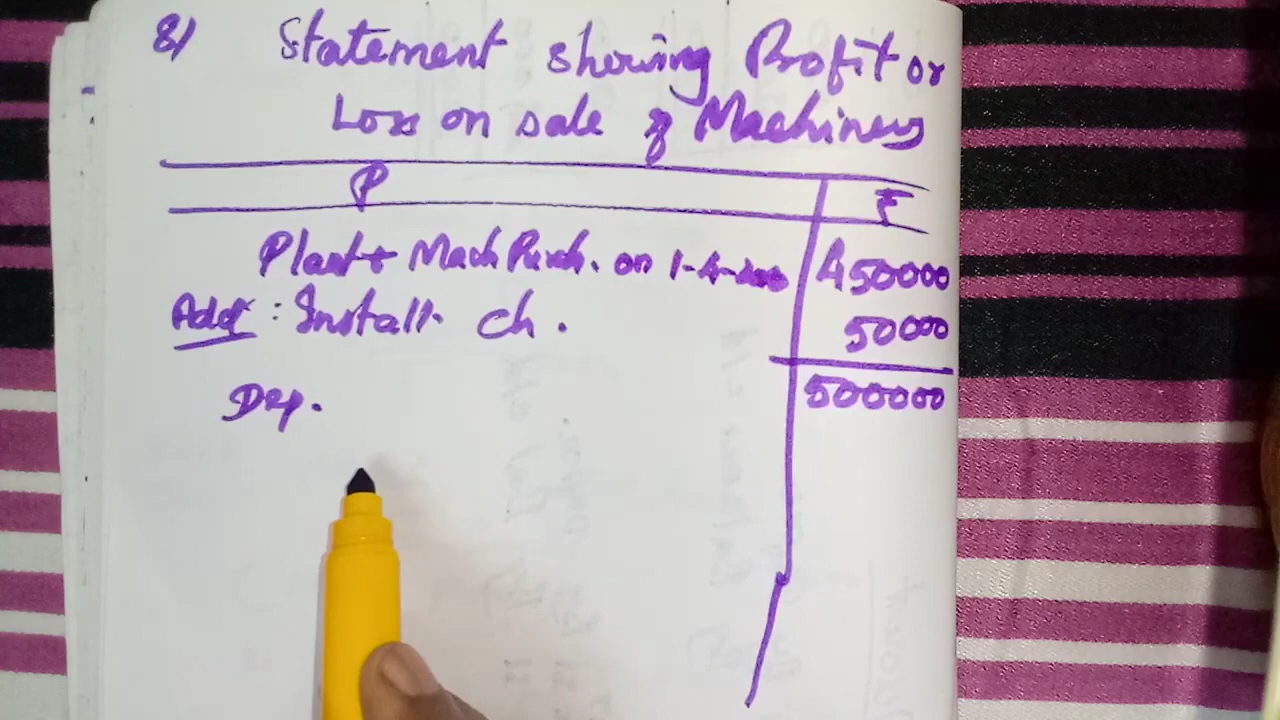 8) Statement showing Profit or
Loss on sale of Machinery
P ₹
Plant + Mach Purch. on 1-4- 450000
Add: Install. ch. 50000
500000
Dep.